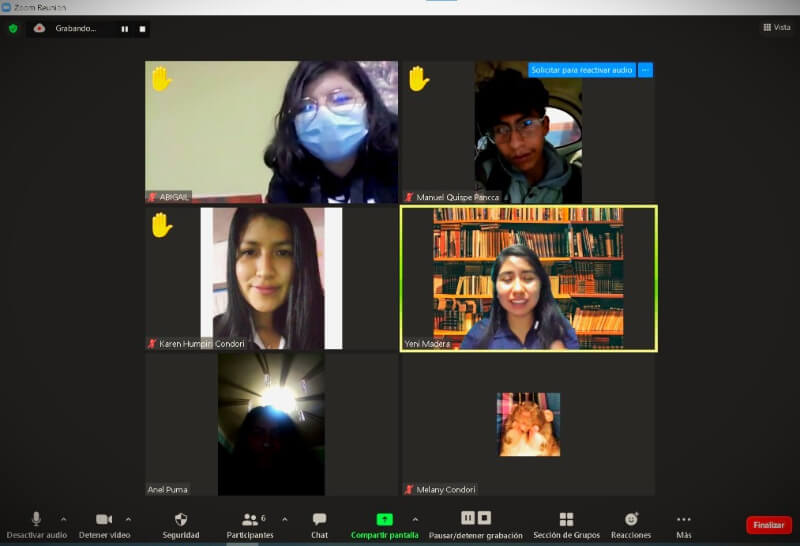 Zoom Reunión
Grabando...
Vista
Solicitar para reactivar audio
...
ABIGAIL
Manuel Quispe Pancca
Karen Humpiri Condori
Yeni Madera
Anel Puma
Melany Condori
6
Desactivar audio
Detener video
Seguridad
Participantes
Chat
Compartir pantalla
Pausar/detener grabación
Sección de Grupos
Reacciones
Más
Finalizar